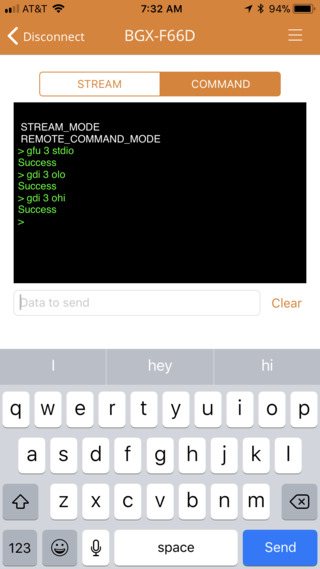 AT&T 7:32 AM 94%
Disconnect BGX-F66D
STREAM COMMAND
STREAM_MODE
REMOTE_COMMAND_MODE
> gfu 3 stdio
Success
> gdi 3 olo
Success
> gdi 3 ohi
Success
>
Data to send Clear
I hey hi
q w e r t y u i o p
a s d f g h j k l
z x c v b n m
123 space Send